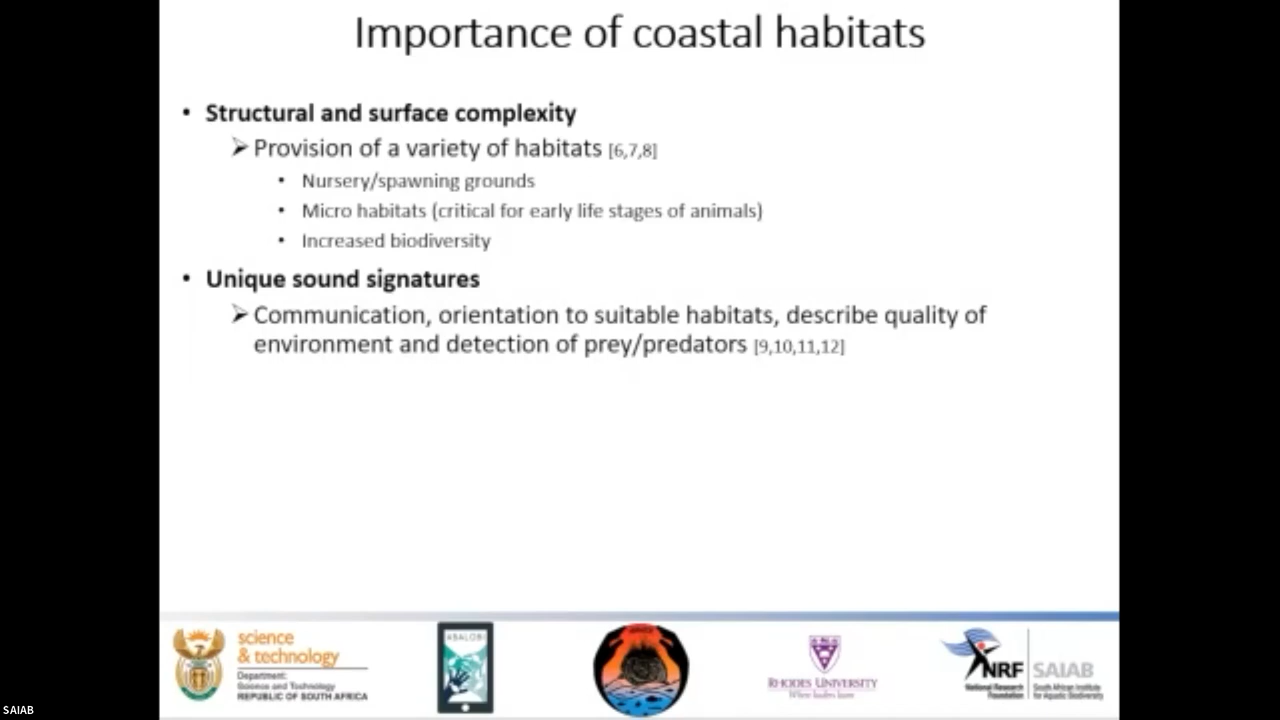 Importance of coastal habitats
• Structural and surface complexity
➢ Provision of a variety of habitats [6,7,8]
• Nursery/spawning grounds
• Micro habitats (critical for early life stages of animals)
• Increased biodiversity
• Unique sound signatures
➢ Communication, orientation to suitable habitats, describe quality of
environment and detection of prey/predators [9,10,11,12]
science
& technology
Department:
Science and Technology
REPUBLIC OF SOUTH AFRICA
ABALOBI
RHODES UNIVERSITY
Where leaders learn
NRF
National Research
Foundation
SAIAB
South African Institute
for Aquatic Biodiversity
SAIAB